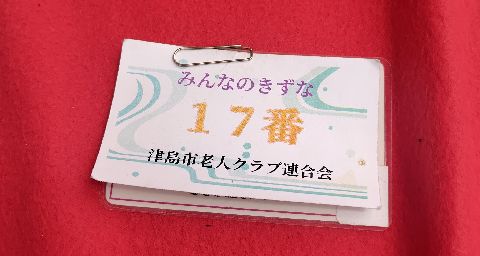 みんなのきずな
17番
津島市老人クラブ連合会